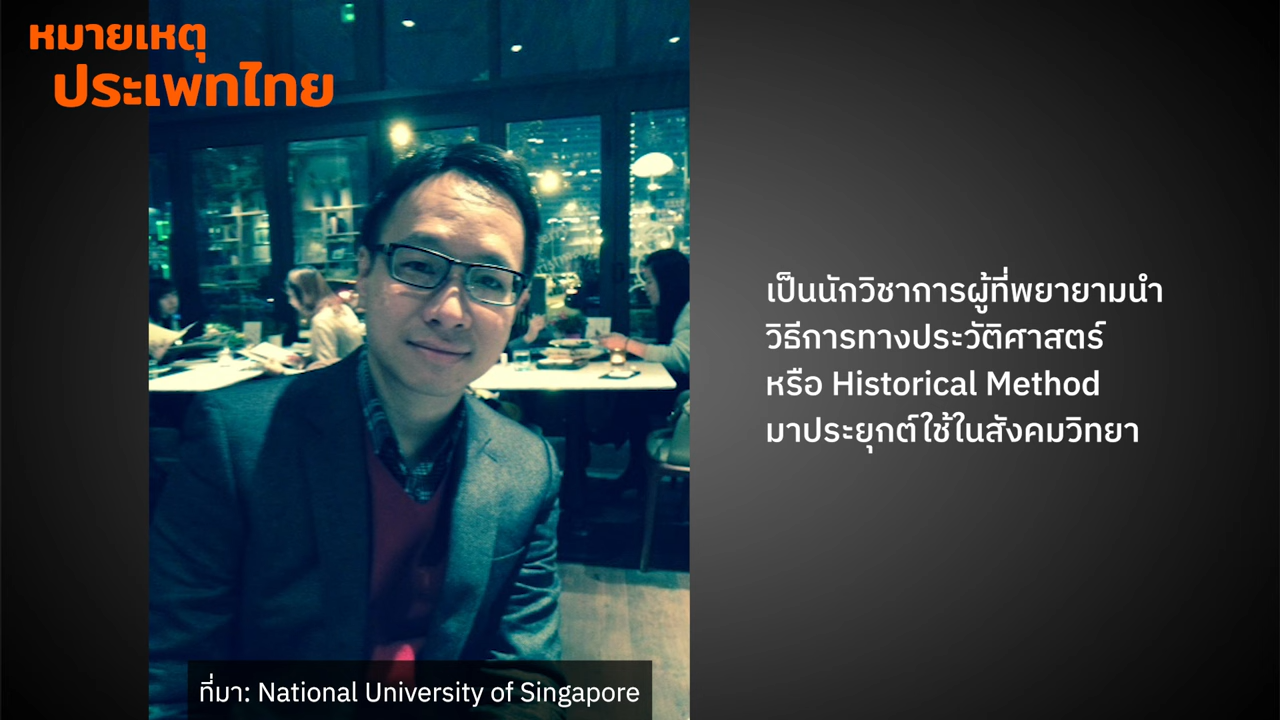 หมายเหตุ
ประเพทไทย
เป็นนักวิชาการผู้ที่พยายามนำ
วิธีการทางประวัติศาสตร์
หรือ Historical Method
มาประยุกต์ใช้ในสังคมวิทยา
ที่มา: National University of Singapore